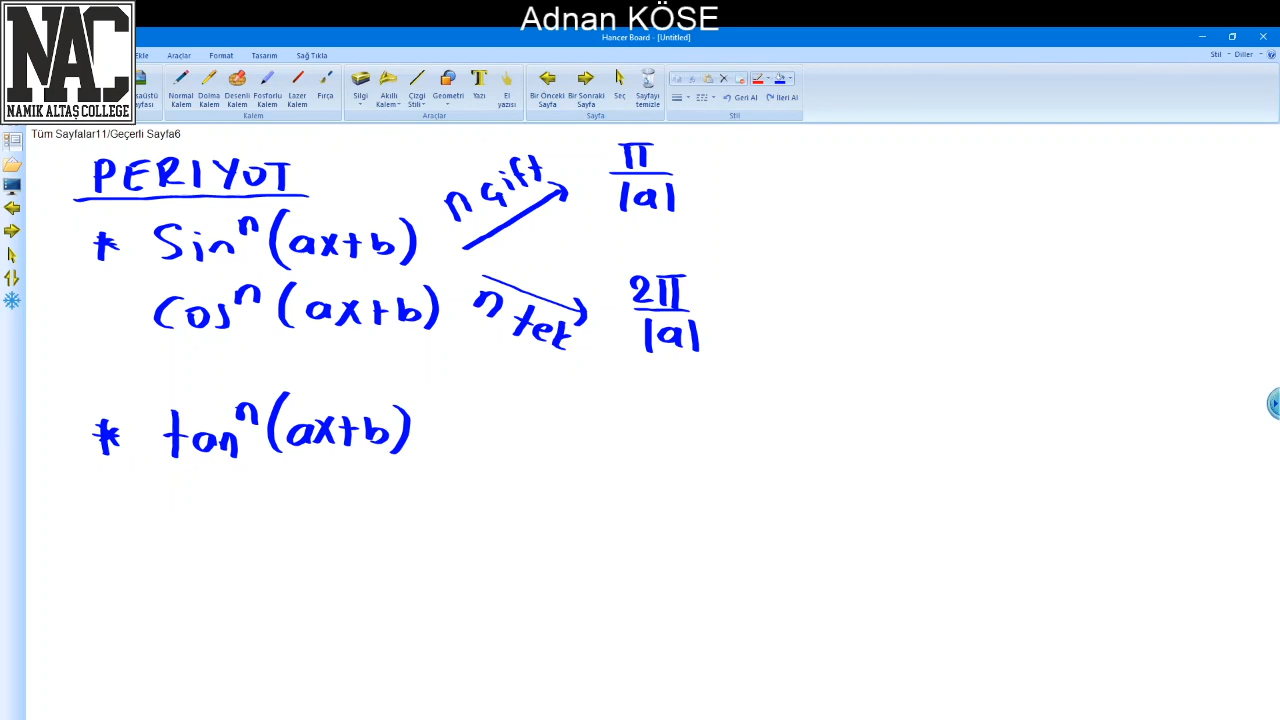 Adnan KÖSE
Hancer Board - [Untitled]
NAC
NAMIK ALTAŞ COLLEGE
Ekle Araçlar Format Tasarım Sağ Tıkla
Stil Diller
Normal Kalem Dolma Kalem Desenli Kalem Fosforlu Kalem Lazer Kalem Fırça
Silgi Akıllı Kalem Çizgi Stili Geometri Yazı El yazısı
Bir Önceki Sayfa Bir Sonraki Sayfa Seç Sayfayı temizle
Geri Al İleri Al
Kalem Araçlar Sayfa Stil
Tüm Sayfalar11/Geçerli Sayfa6
PERIYOT
* Sinⁿ(ax+b) n çift π/|a|
Cosⁿ(ax+b) n tek 2π/|a|
* tanⁿ(ax+b)